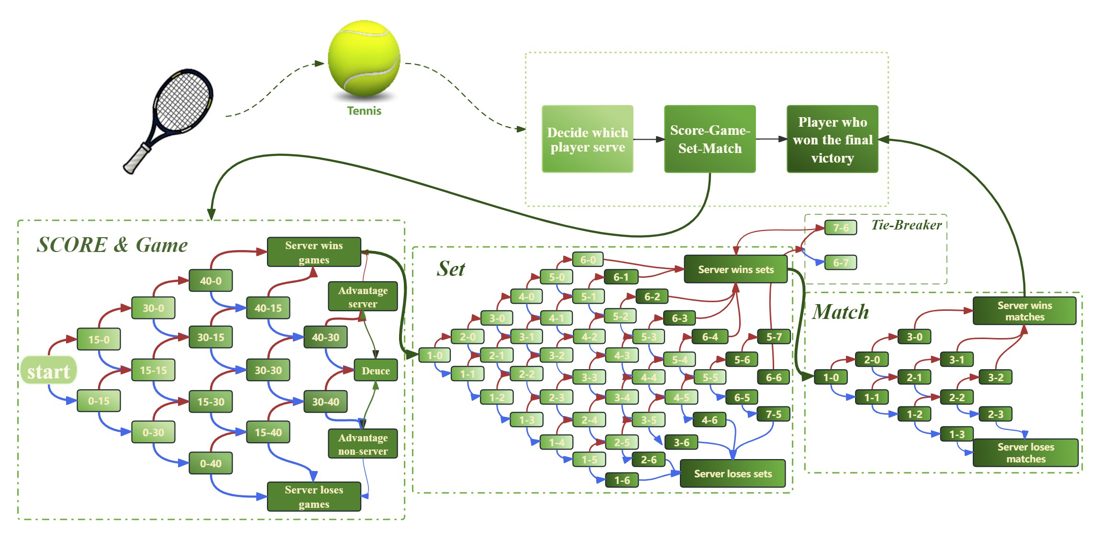 Tennis
Decide which
player serve
Score-Game-
Set-Match
Player who
won the final
victory
SCORE & Game
start
15-0
0-15
30-0
15-15
0-30
40-0
30-15
15-30
0-40
Server wins
games
40-15
30-30
15-40
Server loses
games
Advantage
server
40-30
Deuce
30-40
Advantage
non-server
Set
1-0
2-0
1-1
3-0
2-1
1-2
4-0
3-1
2-2
1-3
5-0
4-1
3-2
2-3
1-4
6-0
5-1
4-2
3-3
2-4
1-5
6-1
5-2
4-3
3-4
2-5
1-6
6-2
5-3
4-4
3-5
2-6
6-3
5-4
4-5
3-6
Server wins sets
6-4
5-5
4-6
Server loses sets
5-6
6-5
5-7
6-6
7-5
Tie-Breaker
7-6
6-7
Match
1-0
2-0
1-1
3-0
2-1
1-2
3-1
2-2
1-3
Server wins
matches
3-2
2-3
Server loses
matches